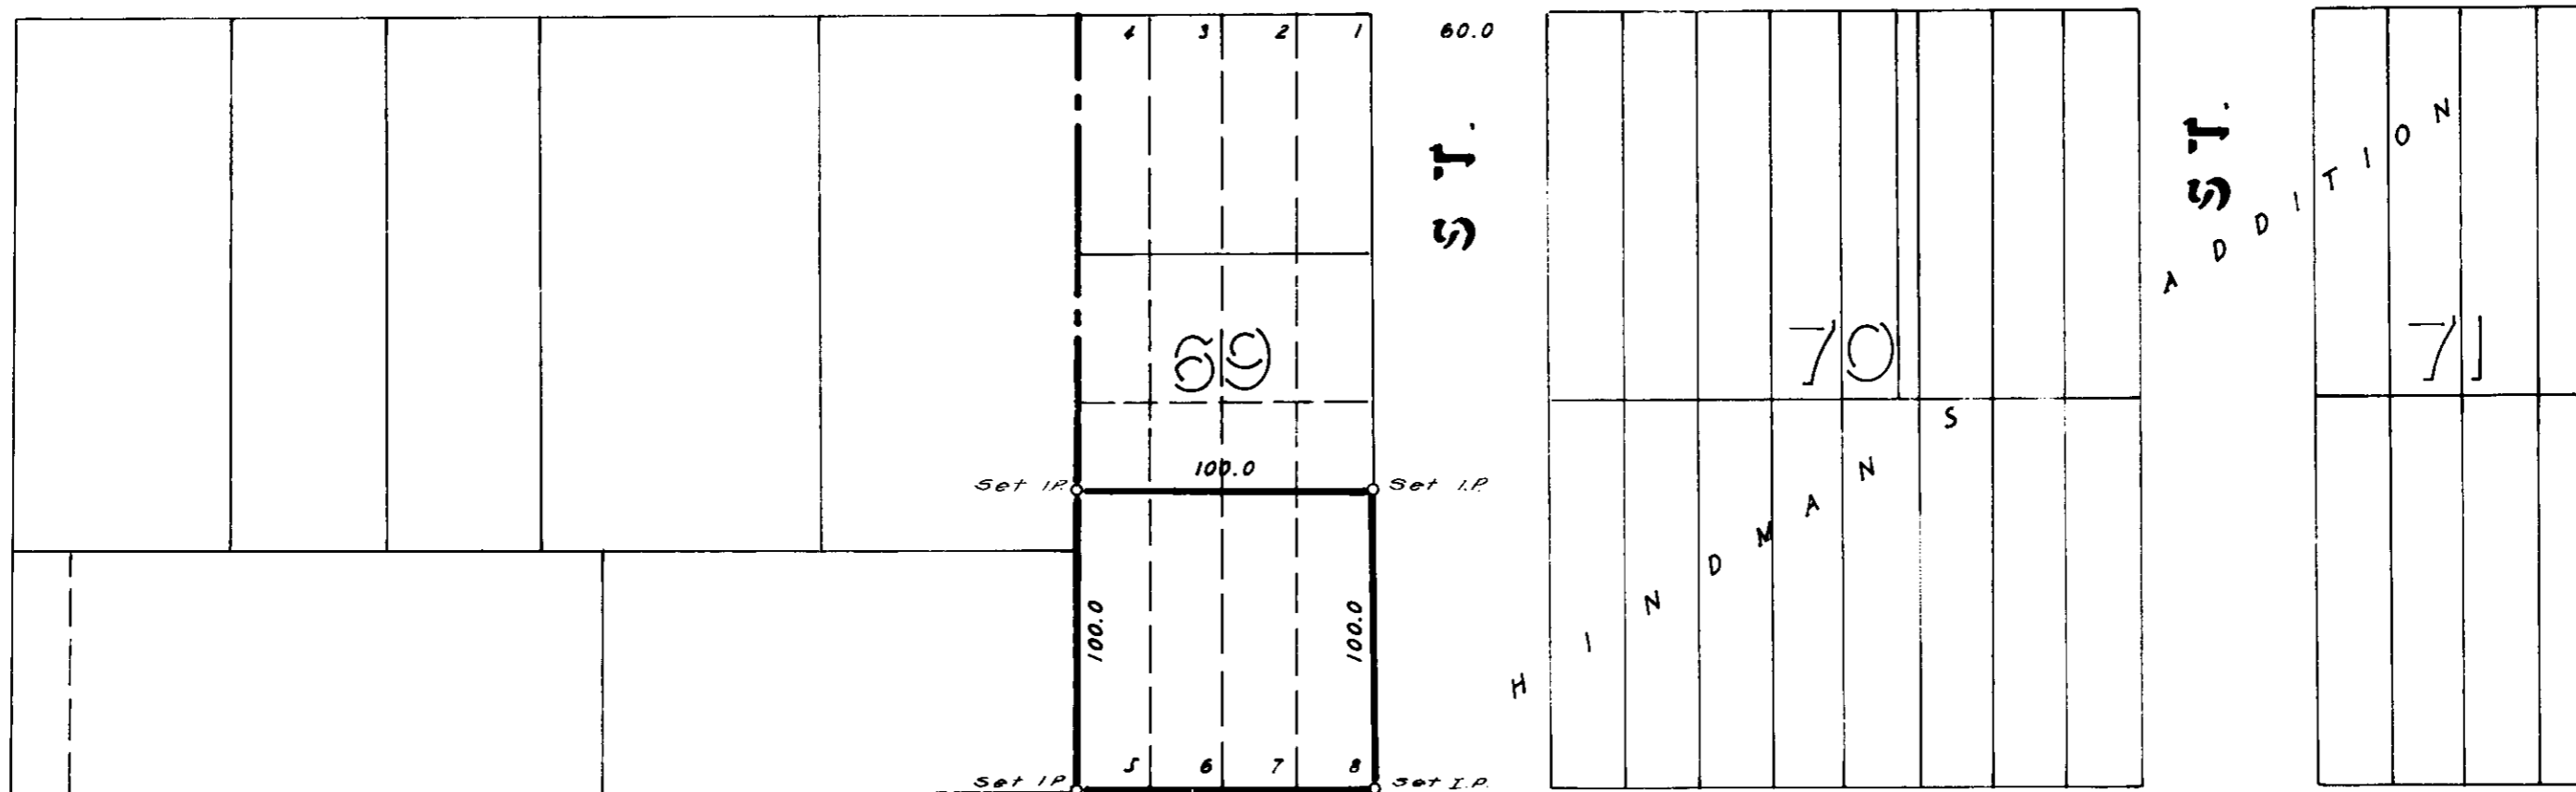 4 3 2 1 60.0
ST.
ST.
HINDMANS ADDITION
69 70 71
100.0
Set I.P. Set I.P.
100.0 100.0
5 6 7 8
Set I.P. Set I.P.